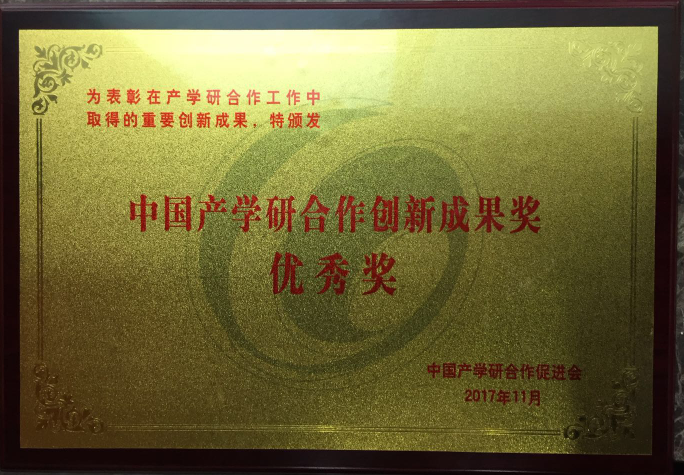 为表彰在产学研合作工作中
取得的重要创新成果，特颁发
中国产学研合作创新成果奖
优秀奖
中国产学研合作促进会
2017年11月